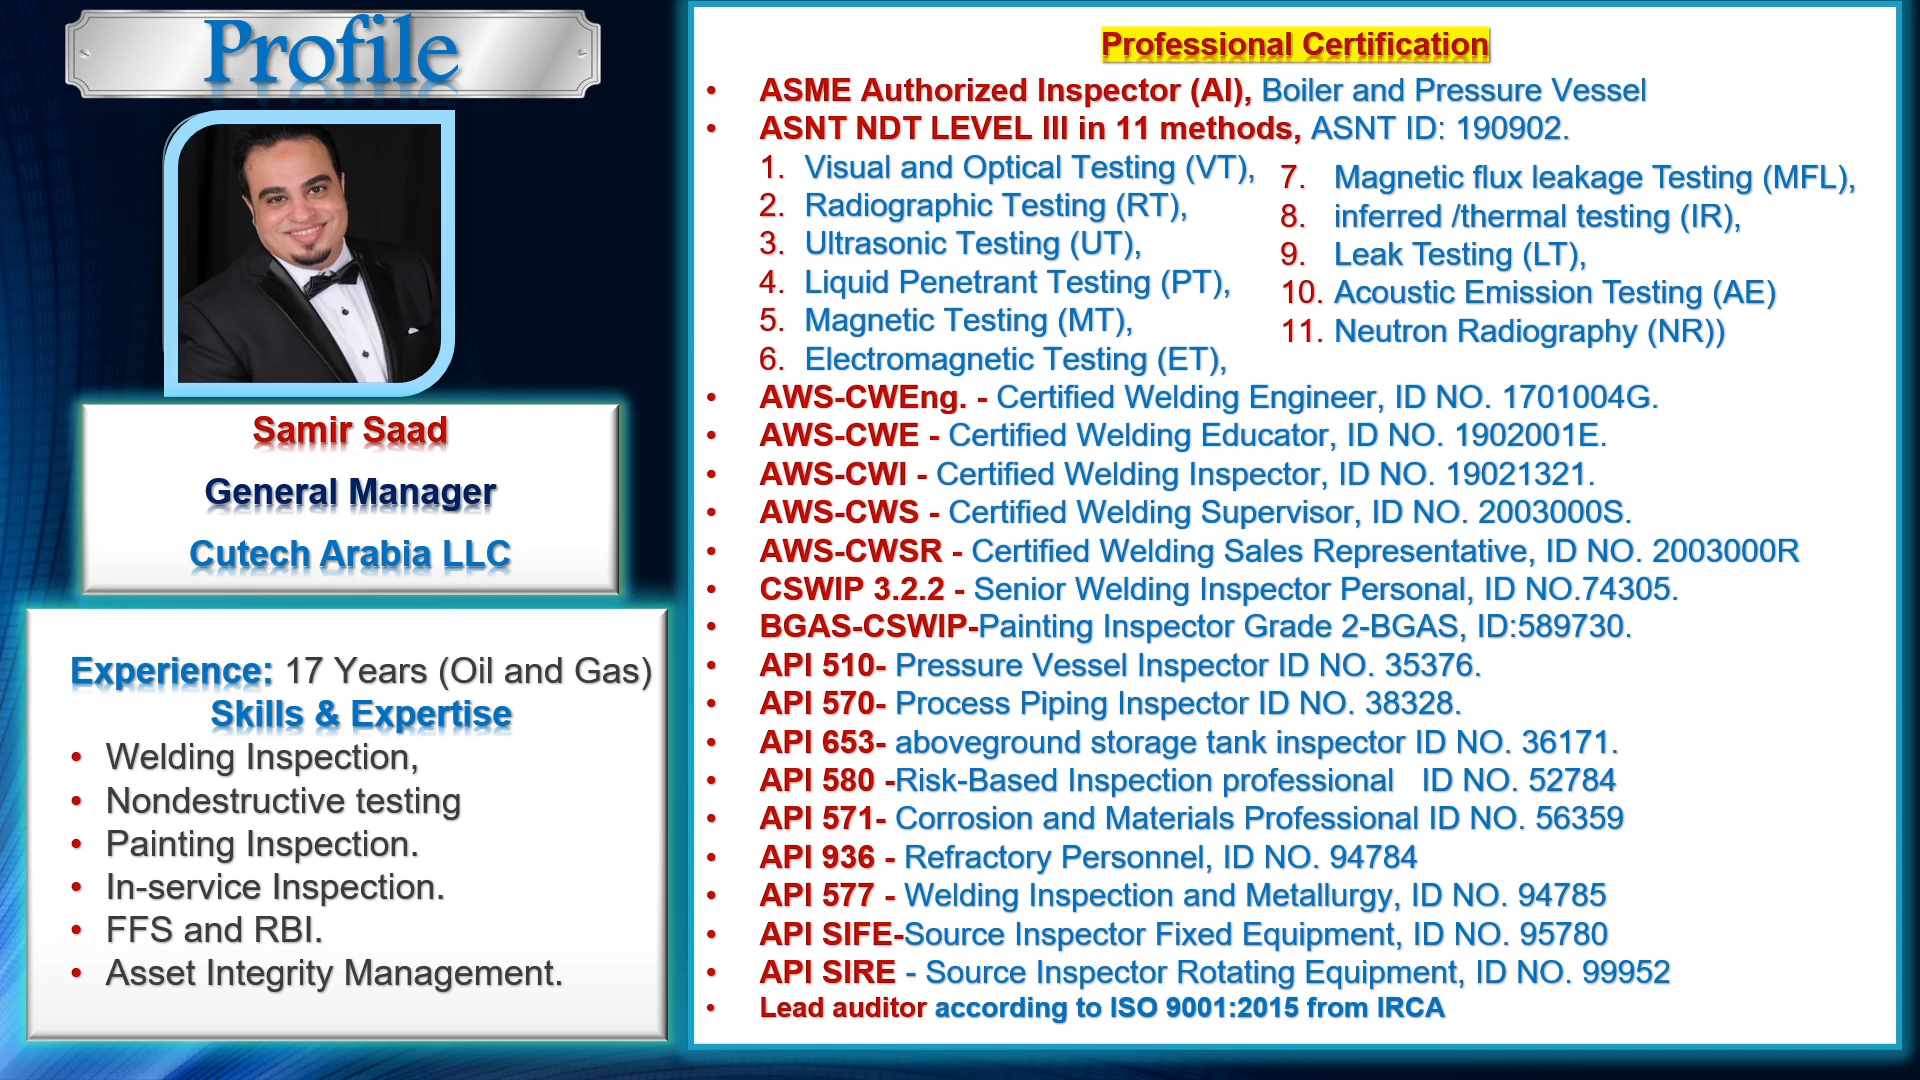 Profile
Samir Saad
General Manager
Cutech Arabia LLC
Experience: 17 Years (Oil and Gas)
Skills & Expertise
• Welding Inspection,
• Nondestructive testing
• Painting Inspection.
• In-service Inspection.
• FFS and RBI.
• Asset Integrity Management.
Professional Certification
• ASME Authorized Inspector (AI), Boiler and Pressure Vessel
• ASNT NDT LEVEL III in 11 methods, ASNT ID: 190902.
1. Visual and Optical Testing (VT),
2. Radiographic Testing (RT),
3. Ultrasonic Testing (UT),
4. Liquid Penetrant Testing (PT),
5. Magnetic Testing (MT),
6. Electromagnetic Testing (ET),
7. Magnetic flux leakage Testing (MFL),
8. inferred /thermal testing (IR),
9. Leak Testing (LT),
10. Acoustic Emission Testing (AE)
11. Neutron Radiography (NR))
• AWS-CWEng. - Certified Welding Engineer, ID NO. 1701004G.
• AWS-CWE - Certified Welding Educator, ID NO. 1902001E.
• AWS-CWI - Certified Welding Inspector, ID NO. 19021321.
• AWS-CWS - Certified Welding Supervisor, ID NO. 2003000S.
• AWS-CWSR - Certified Welding Sales Representative, ID NO. 2003000R
• CSWIP 3.2.2 - Senior Welding Inspector Personal, ID NO.74305.
• BGAS-CSWIP-Painting Inspector Grade 2-BGAS, ID:589730.
• API 510- Pressure Vessel Inspector ID NO. 35376.
• API 570- Process Piping Inspector ID NO. 38328.
• API 653- aboveground storage tank inspector ID NO. 36171.
• API 580 -Risk-Based Inspection professional   ID NO. 52784
• API 571- Corrosion and Materials Professional ID NO. 56359
• API 936 - Refractory Personnel, ID NO. 94784
• API 577 - Welding Inspection and Metallurgy, ID NO. 94785
• API SIFE-Source Inspector Fixed Equipment, ID NO. 95780
• API SIRE - Source Inspector Rotating Equipment, ID NO. 99952
• Lead auditor according to ISO 9001:2015 from IRCA